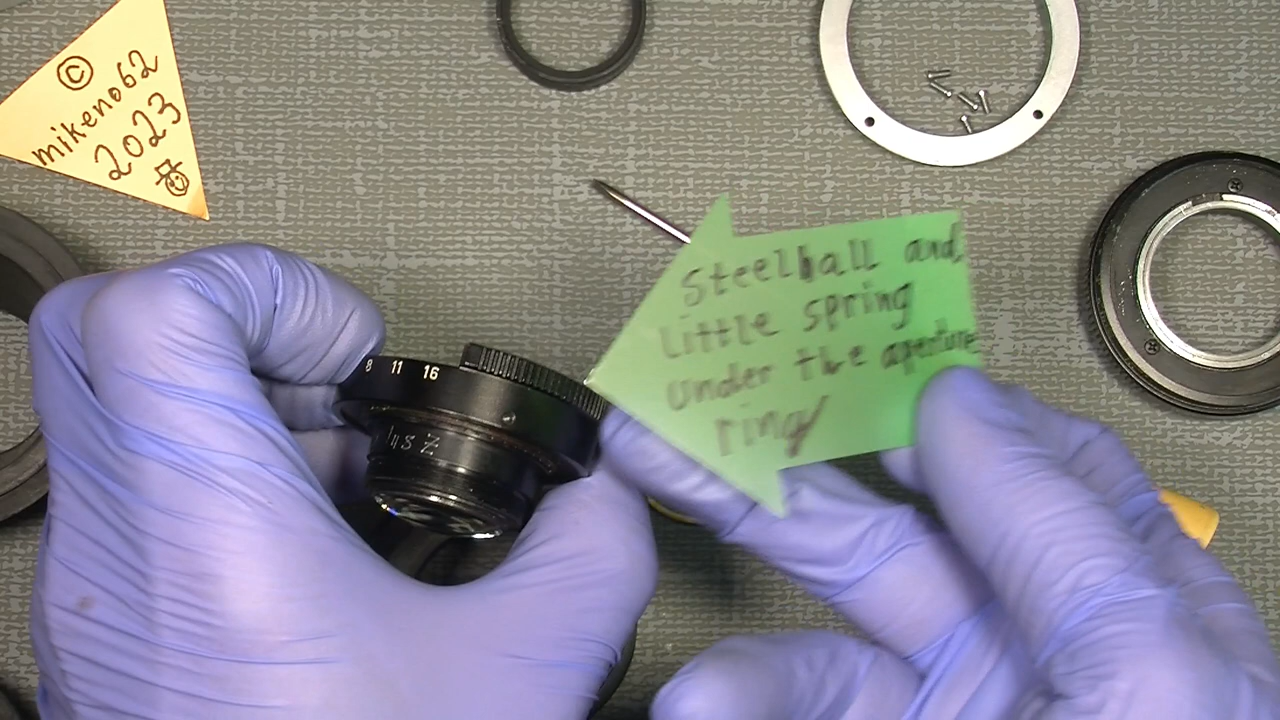 ©
mikeno62
2023
Steelball and
little spring
under the aperture
ring
8 11 16